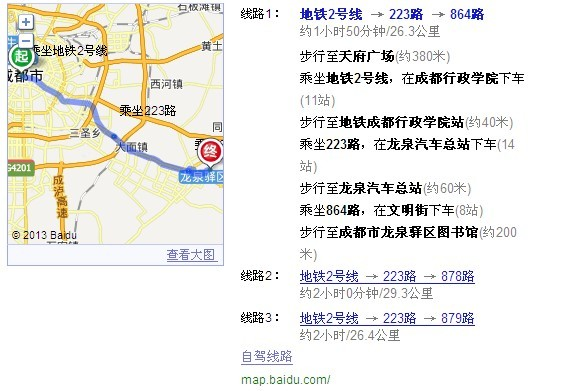 石板滩镇
乘坐地铁2号线
起
成都市
黄土
西河镇
乘坐223路
三圣乡
大面镇
乘
终
G4201
龙泉驿区
成泸高速
© 2013 Baidu
查看大图
线路1： 地铁2号线 → 223路 → 864路
约1小时50分钟/26.3公里
步行至天府广场(约380米)
乘坐地铁2号线，在成都行政学院下车
(11站)
步行至地铁成都行政学院站(约40米)
乘坐223路，在龙泉汽车总站下车(14
站)
步行至龙泉汽车总站(约60米)
乘坐864路，在文明街下车(8站)
步行至成都市龙泉驿区图书馆(约200
米)
线路2： 地铁2号线 → 223路 → 878路
约2小时0分钟/29.3公里
线路3： 地铁2号线 → 223路 → 879路
约2小时/26.4公里
自驾线路
map.baidu.com/